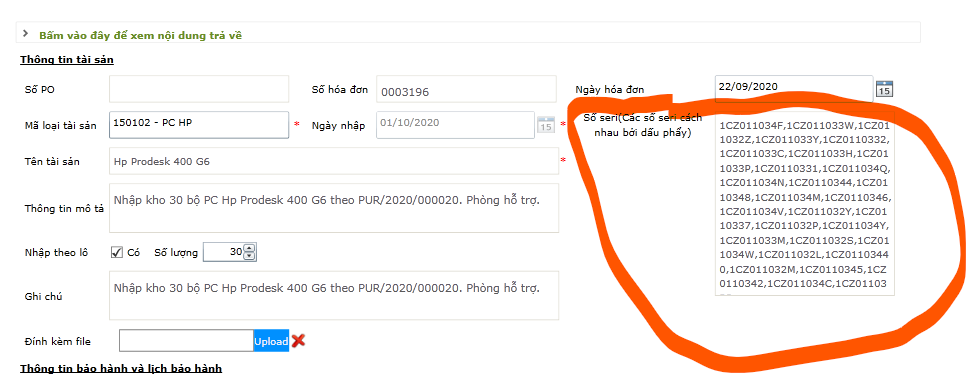 Bấm vào đây để xem nội dung trả về
Thông tin tài sản
Số PO
Số hóa đơn 0003196
Ngày hóa đơn 22/09/2020 15
Mã loại tài sản 150102 - PC HP *
Ngày nhập 01/10/2020 15 *
Số seri(Các số seri cách
nhau bởi dấu phẩy)
1CZ011034F,1CZ011033W,1CZ01
1032Z,1CZ011033Y,1CZ0110332,
1CZ011033C,1CZ011033H,1CZ01
1033P,1CZ0110331,1CZ011034Q,
1CZ011034N,1CZ0110344,1CZ01
10348,1CZ011034M,1CZ0110346,
1CZ011034V,1CZ011032Y,1CZ01
10337,1CZ011032P,1CZ011034Y,
1CZ011033M,1CZ011032S,1CZ01
1034W,1CZ011032L,1CZ0110344
0,1CZ011032M,1CZ0110345,1CZ
0110342,1CZ011034C,1CZ01103
Tên tài sản Hp Prodesk 400 G6 *
Thông tin mô tả Nhập kho 30 bộ PC Hp Prodesk 400 G6 theo PUR/2020/000020. Phòng hỗ trợ.
Nhập theo lô Có Số lượng 30
Ghi chú Nhập kho 30 bộ PC Hp Prodesk 400 G6 theo PUR/2020/000020. Phòng hỗ trợ.
Đính kèm file Upload
Thông tin bảo hành và lịch bảo hành